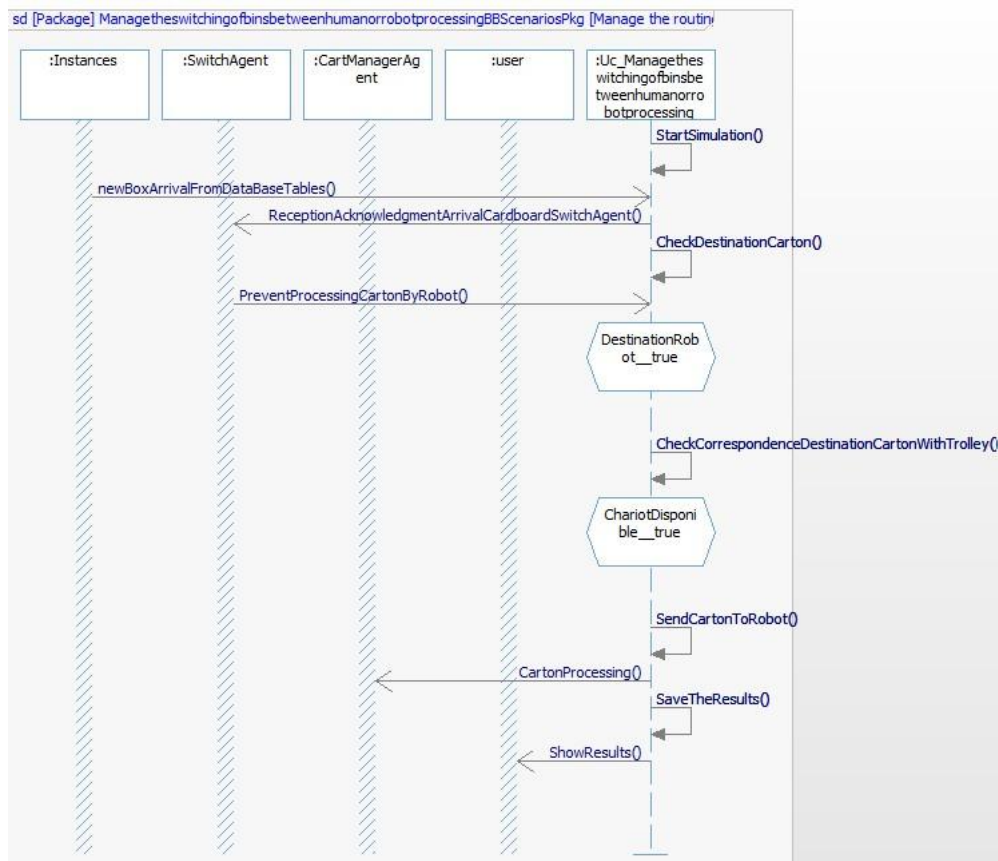 sd [Package] ManagetheswitchingofbinsbetweenhumanorrobotprocessingBBScenariosPkg [Manage the routin
:Instances
:SwitchAgent
:CartManagerAg
ent
:user
:Uc_Managethes
witchingofbinsbe
tweenhumanorro
botprocessing
StartSimulation()
newBoxArrivalFromDataBaseTables()
ReceptionAcknowledgmentArrivalCardboardSwitchAgent()
CheckDestinationCarton()
PreventProcessingCartonByRobot()
DestinationRob
ot__true
CheckCorrespondenceDestinationCartonWithTrolley()
ChariotDisponi
ble__true
SendCartonToRobot()
CartonProcessing()
SaveTheResults()
ShowResults()